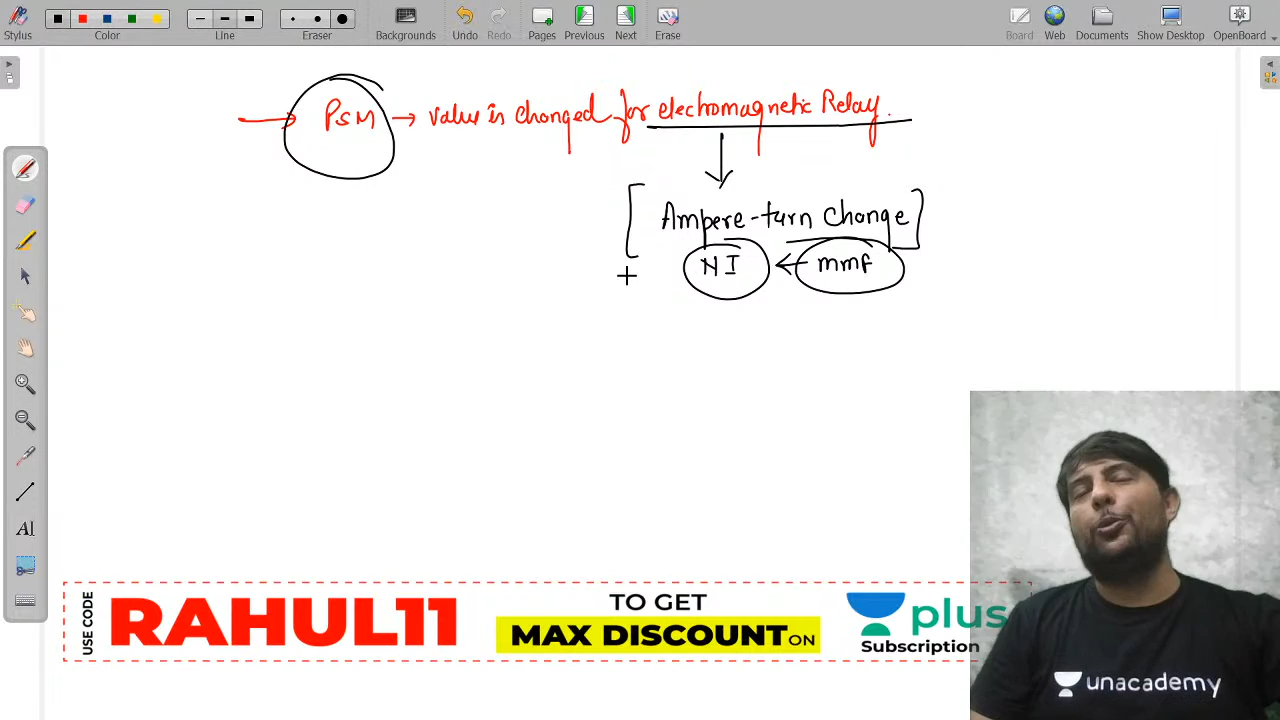 Stylus
Color
Line
Eraser
Backgrounds
Undo
Redo
Pages
Previous
Next
Erase
Board
Web
Documents
Show Desktop
OpenBoard
→ PSM → value is changed for electromagnetic Relay.
[Ampere-turn change]
+ NI ← mmf
AI
USE CODE
RAHUL11
TO GET
MAX DISCOUNT ON
plus
Subscription
unacademy